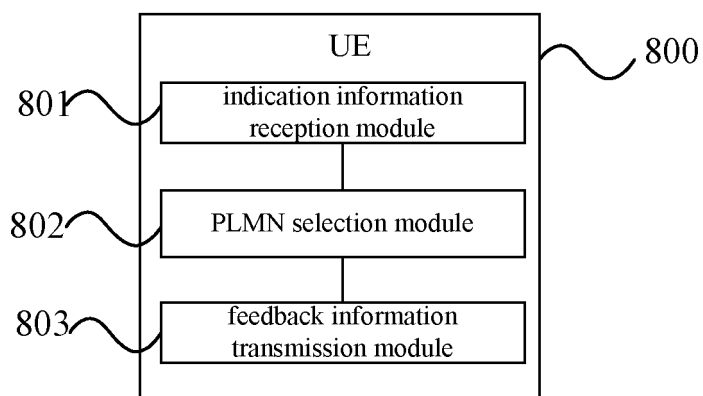 UE
800
801
indication information
reception module
802
PLMN selection module
803
feedback information
transmission module